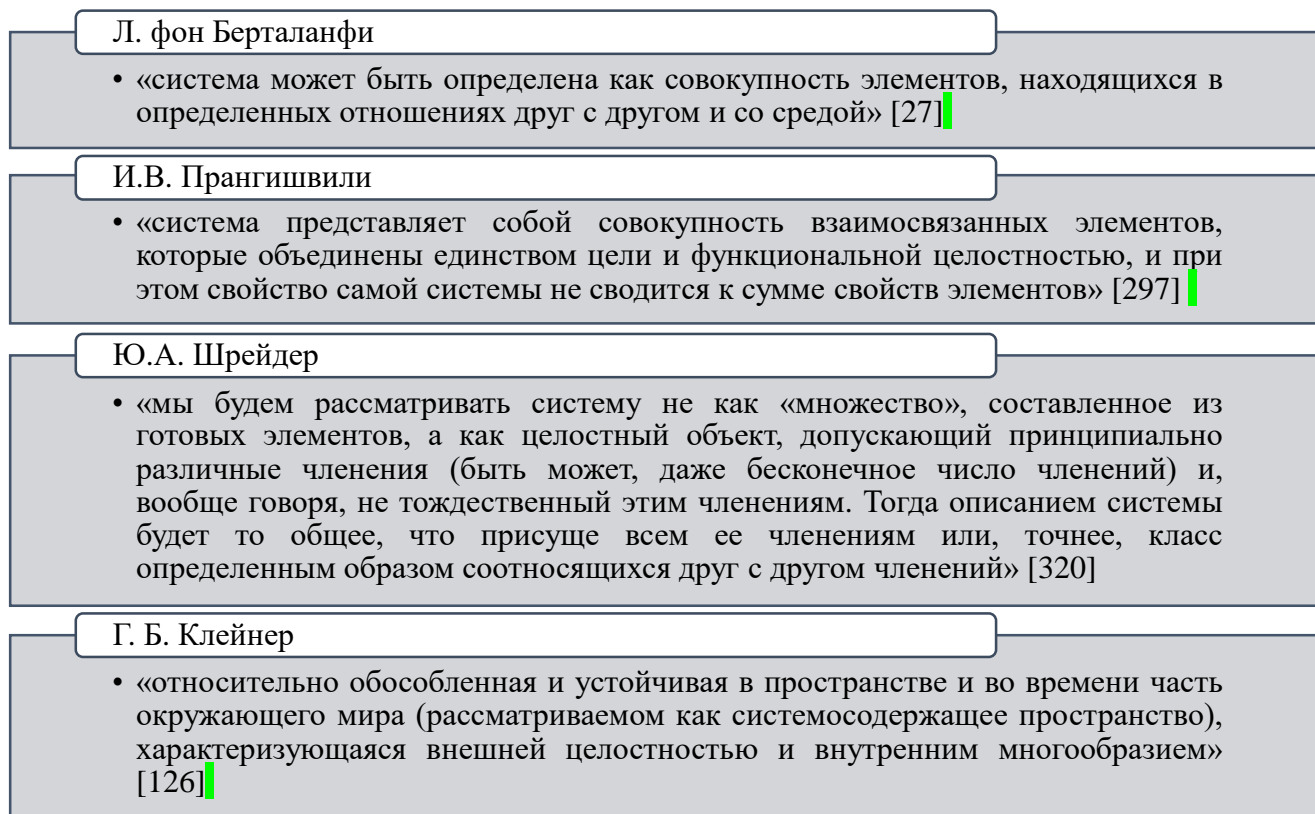 Л. фон Берталанфи
• «система может быть определена как совокупность элементов, находящихся в
определенных отношениях друг с другом и со средой» [27]
И.В. Прангишвили
• «система представляет собой совокупность взаимосвязанных элементов,
которые объединены единством цели и функциональной целостностью, и при
этом свойство самой системы не сводится к сумме свойств элементов» [297]
Ю.А. Шрейдер
• «мы будем рассматривать систему не как «множество», составленное из
готовых элементов, а как целостный объект, допускающий принципиально
различные членения (быть может, даже бесконечное число членений) и,
вообще говоря, не тождественный этим членениям. Тогда описанием системы
будет то общее, что присуще всем ее членениям или, точнее, класс
определенным образом соотносящихся друг с другом членений» [320]
Г. Б. Клейнер
• «относительно обособленная и устойчивая в пространстве и во времени часть
окружающего мира (рассматриваемом как системосодержащее пространство),
характеризующаяся внешней целостностью и внутренним многообразием»
[126]